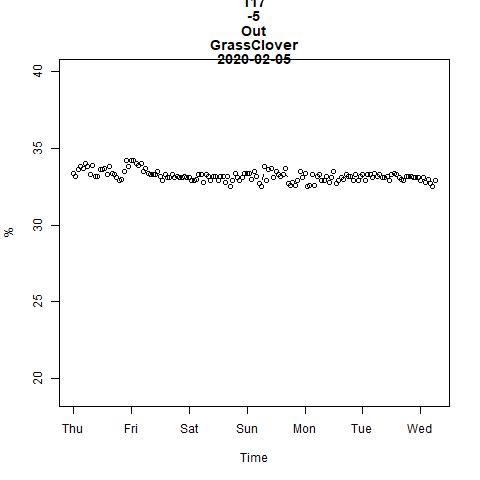 T17
-5
Out
GrassClover
2020-02-05
40
35
30
25
20
%
Thu
Fri
Sat
Sun
Mon
Tue
Wed
Time